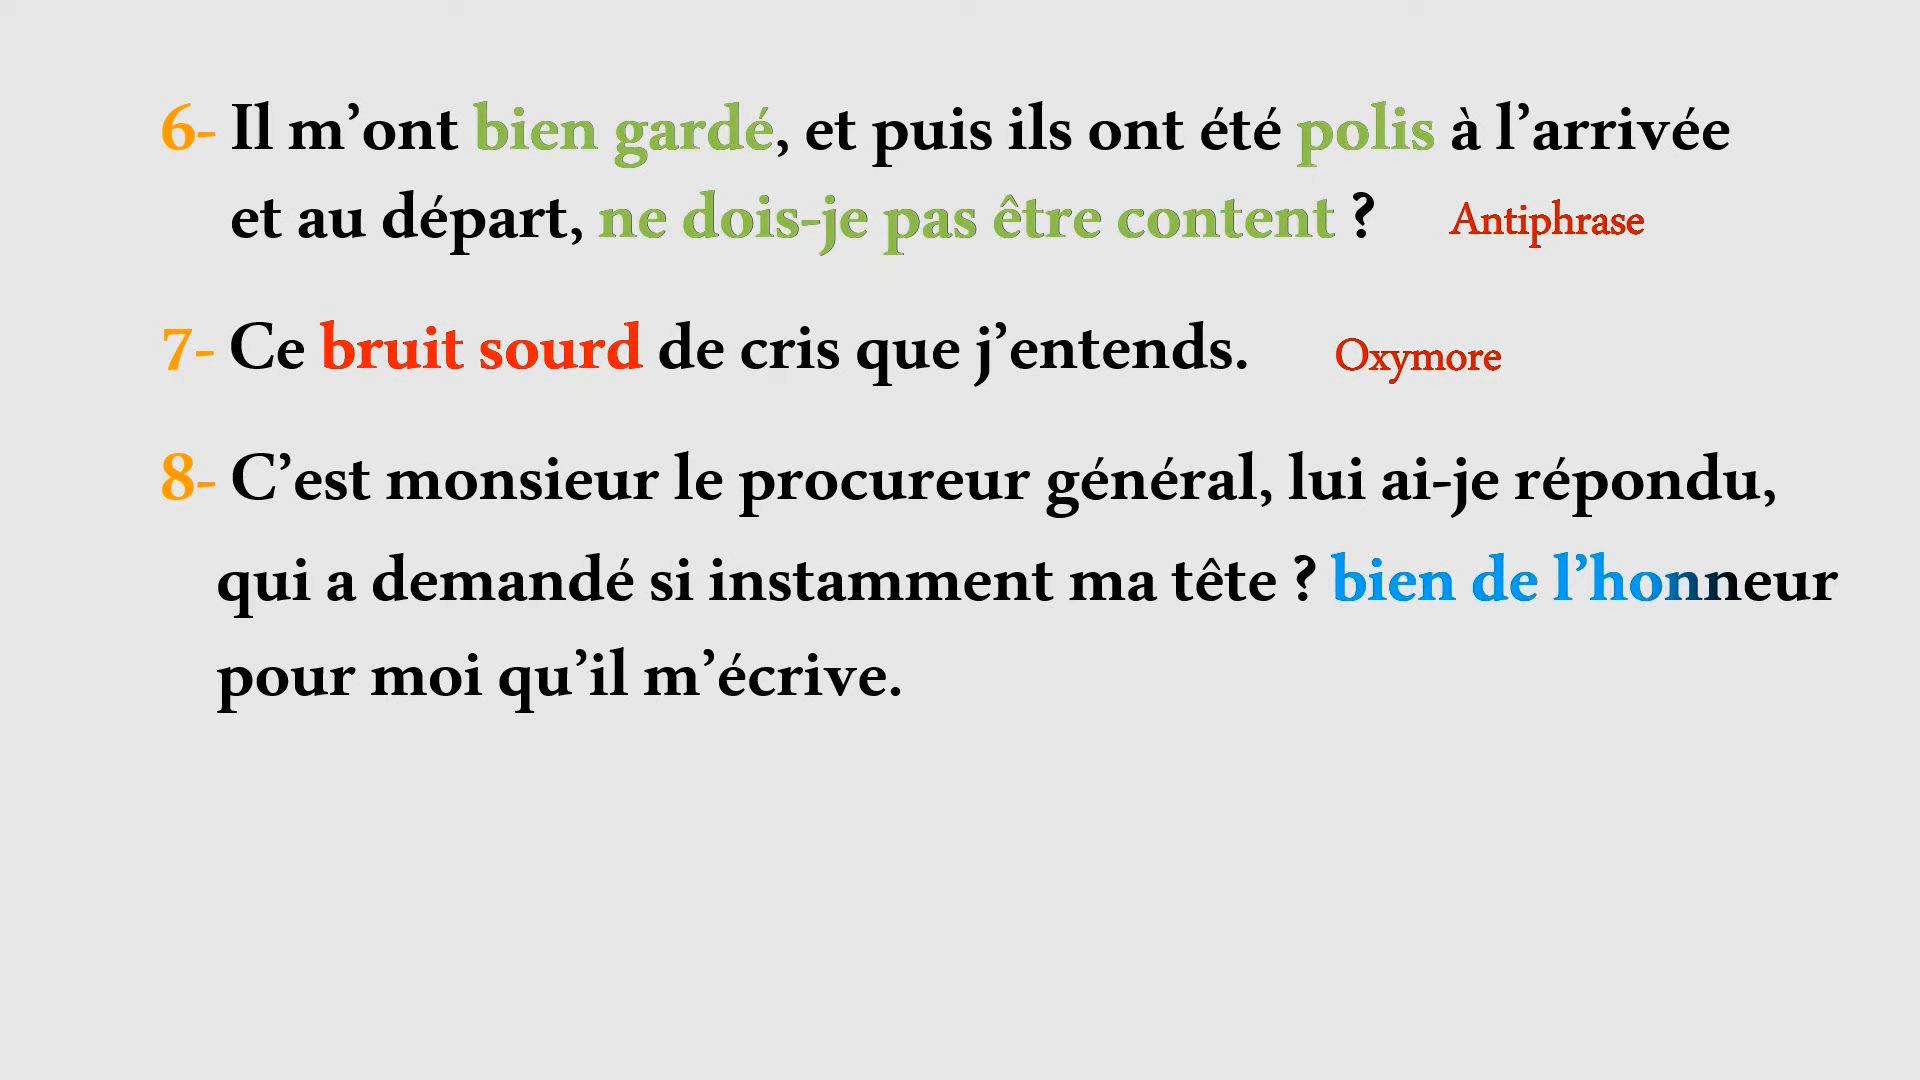 6- Il m’ont bien gardé, et puis ils ont été polis à l’arrivée
et au départ, ne dois-je pas être content ? Antiphrase
7- Ce bruit sourd de cris que j’entends. Oxymore
8- C’est monsieur le procureur général, lui ai-je répondu,
qui a demandé si instamment ma tête ? bien de l’honneur
pour moi qu’il m’écrive.